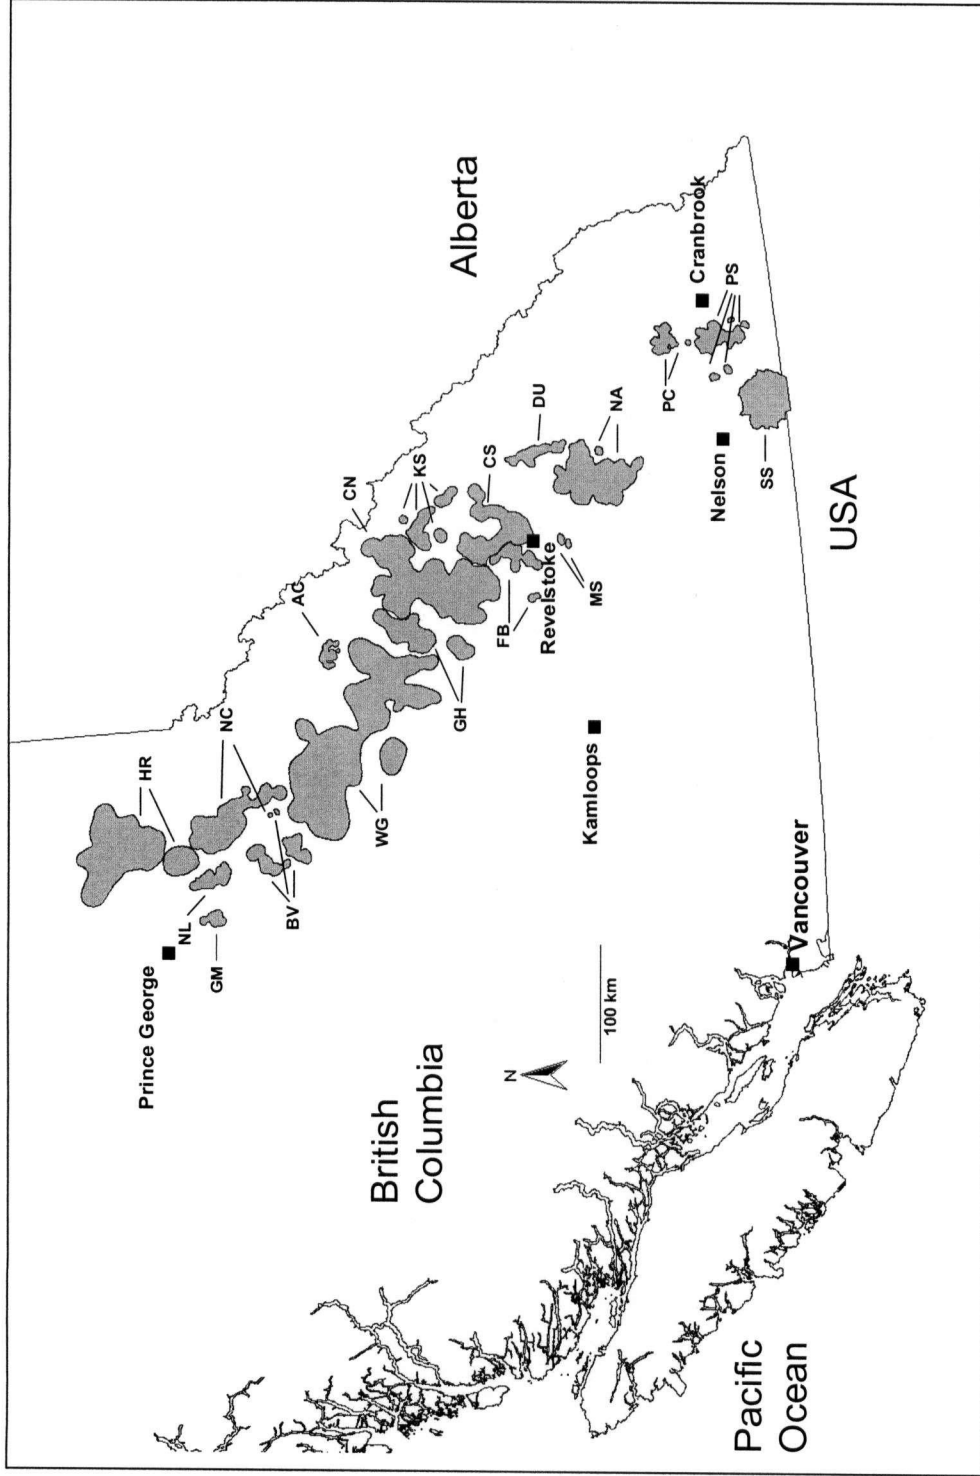 HR
NC
Prince George
NL
GM
BV
AC
CN
Alberta
WG
KS
GH
CS
DU
British
Columbia
N
100 km
FB
Revelstoke
MS
NA
Kamloops
PC
Cranbrook
PS
Nelson
SS
Vancouver
USA
Pacific
Ocean